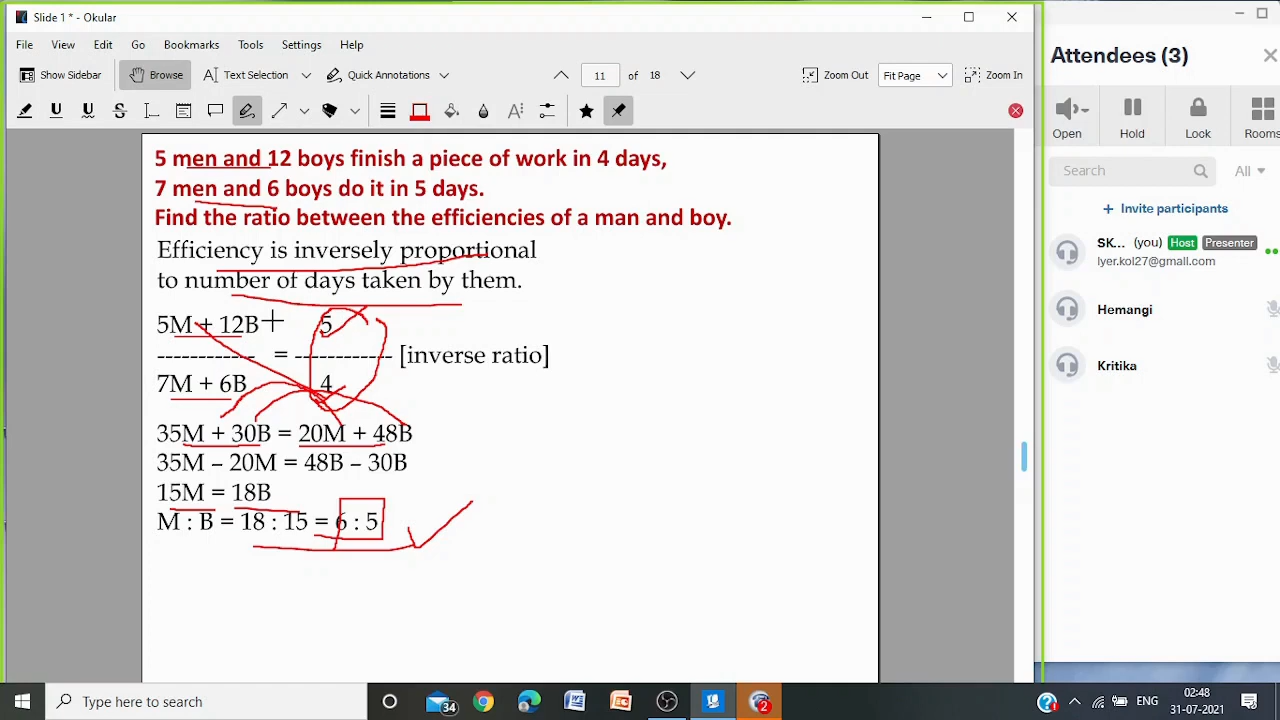 Slide 1 * - Okular
File View Edit Go Bookmarks Tools Settings Help
Show Sidebar Browse Text Selection Quick Annotations 11 of 18 Zoom Out Fit Page Zoom In
5 men and 12 boys finish a piece of work in 4 days,
7 men and 6 boys do it in 5 days.
Find the ratio between the efficiencies of a man and boy.
Efficiency is inversely proportional
to number of days taken by them.
5M + 12B 5
------------ = ------------ [inverse ratio]
7M + 6B 4
35M + 30B = 20M + 48B
35M – 20M = 48B – 30B
15M = 18B
M : B = 18 : 15 = 6 : 5
Attendees (3)
Open Hold Lock Rooms
Search All
+ Invite participants
SK... (you) Host Presenter
lyer.kol27@gmall.com
Hemangi
Kritika
Type here to search
34
2
ENG
02:48
31-07-2021